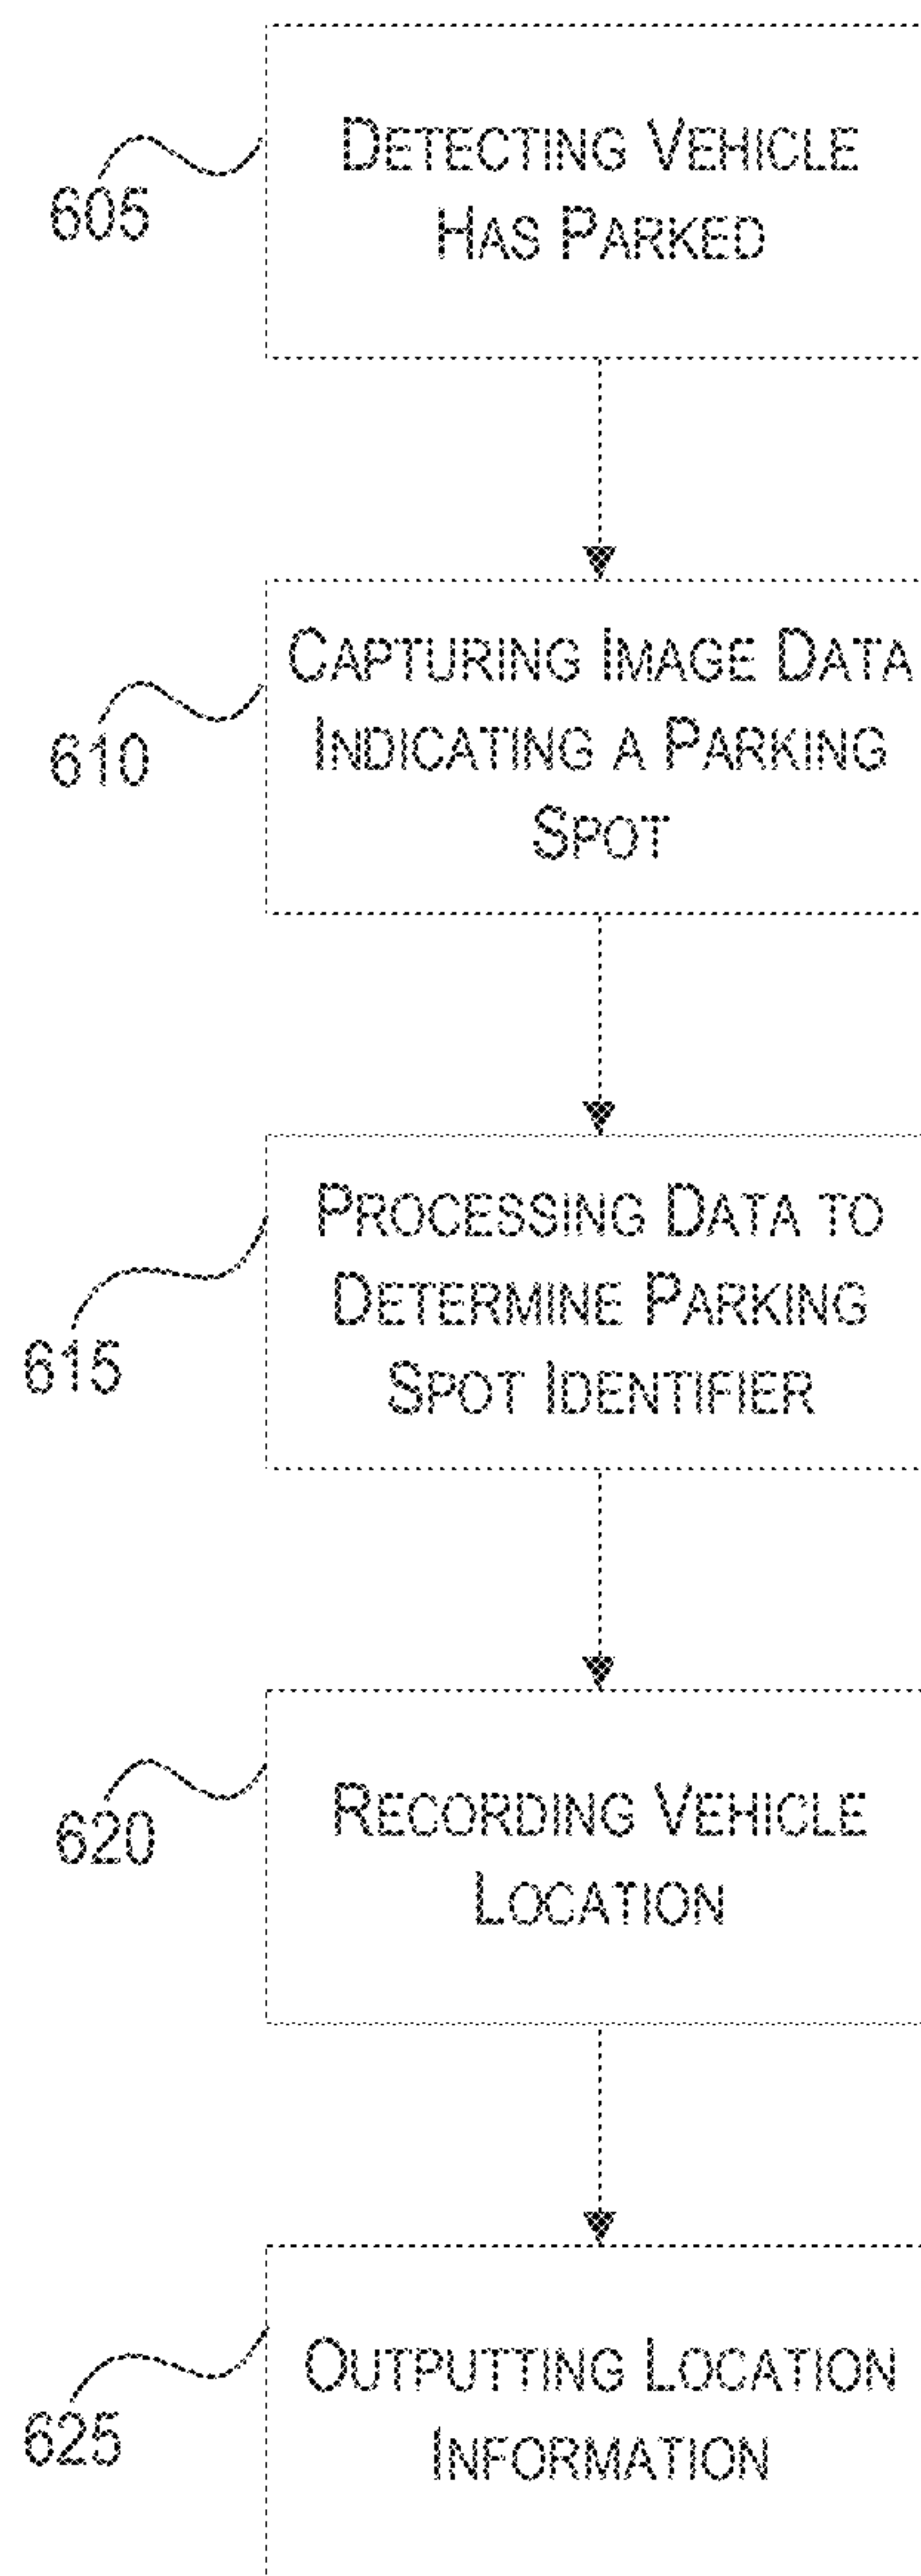 DETECTING VEHICLE
HAS PARKED
605
CAPTURING IMAGE DATA
INDICATING A PARKING
SPOT
610
PROCESSING DATA TO
DETERMINE PARKING
SPOT IDENTIFIER
615
RECORDING VEHICLE
LOCATION
620
OUTPUTTING LOCATION
INFORMATION
625